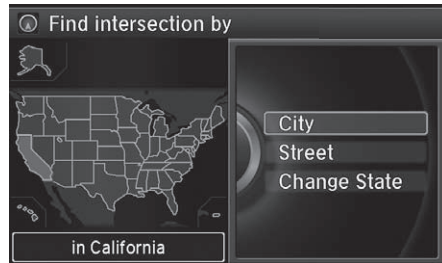 Find intersection by
City
Street
Change State
in California